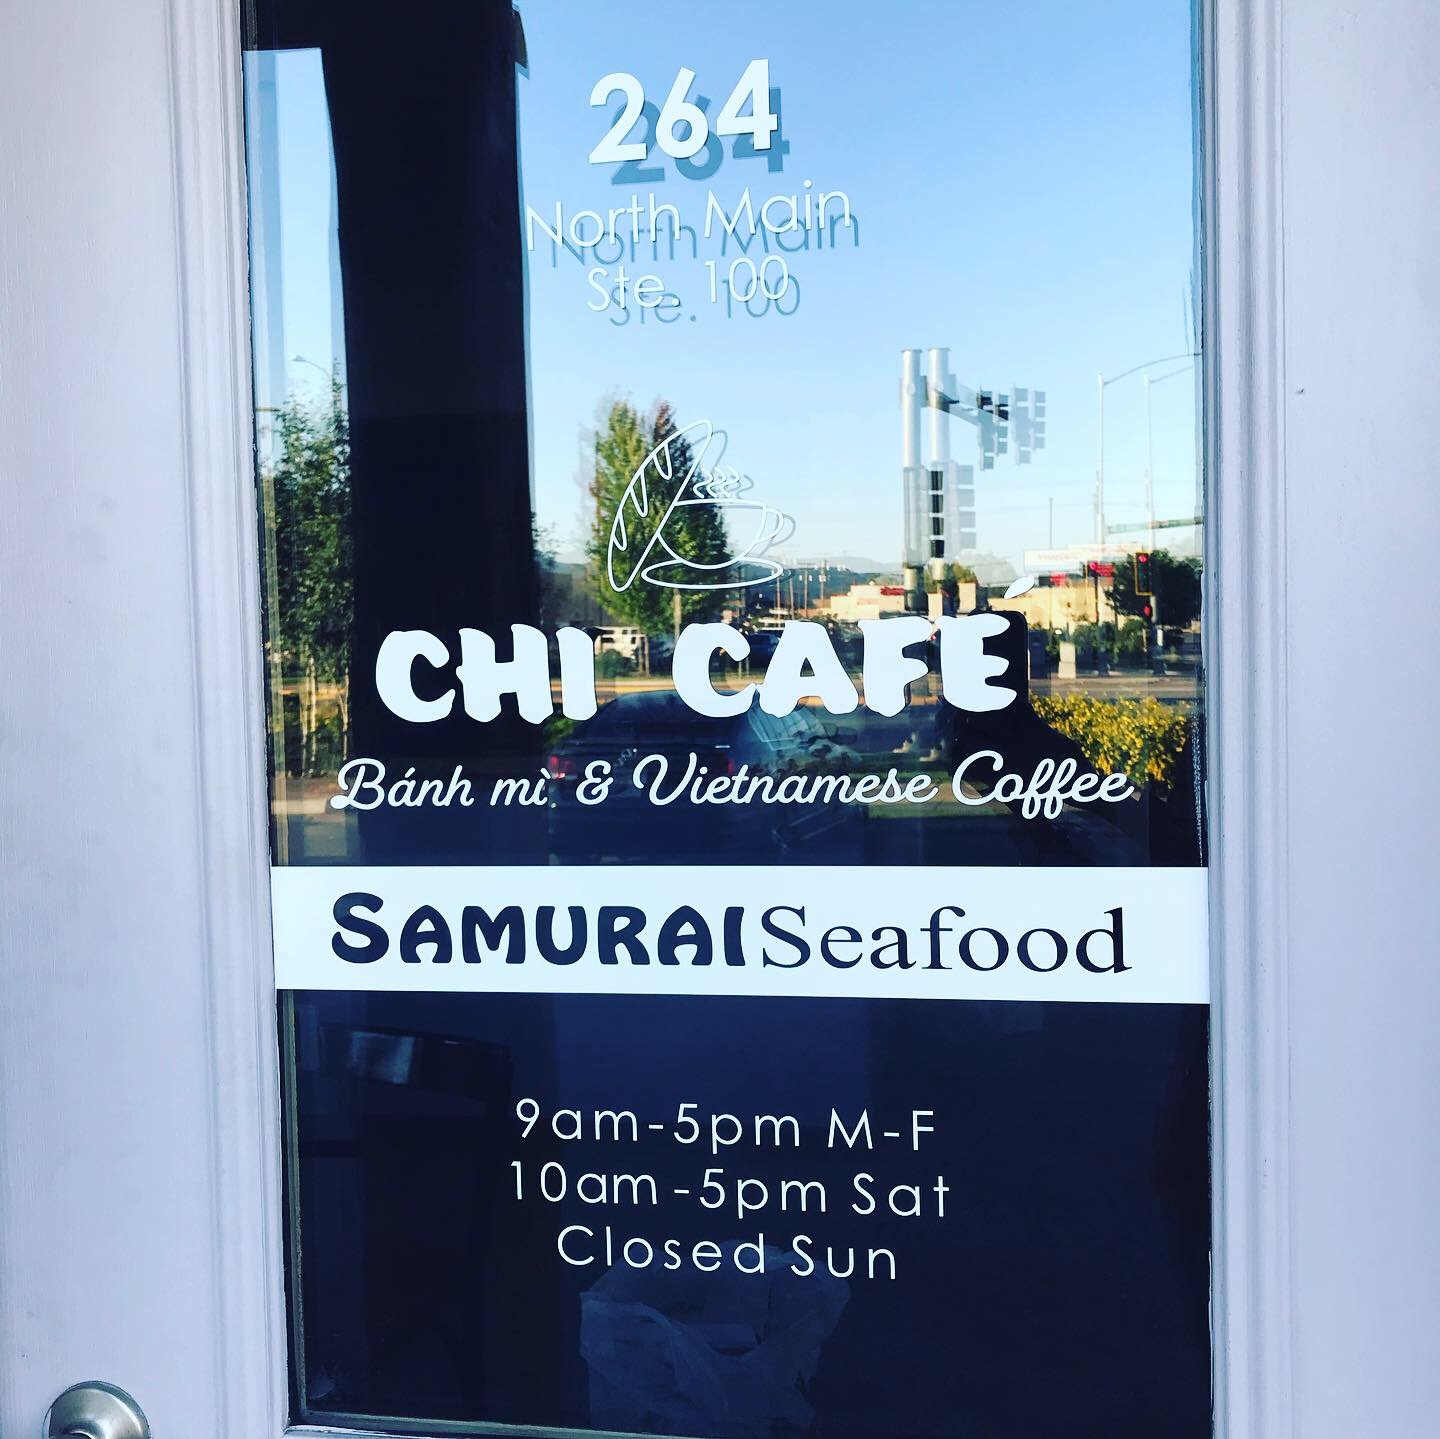 264
North Main
Ste. 100
CHI CAFÉ
Bánh mì. & Vietnamese Coffee
SAMURAI Seafood
9am-5pm M-F
10am-5pm Sat
Closed Sun